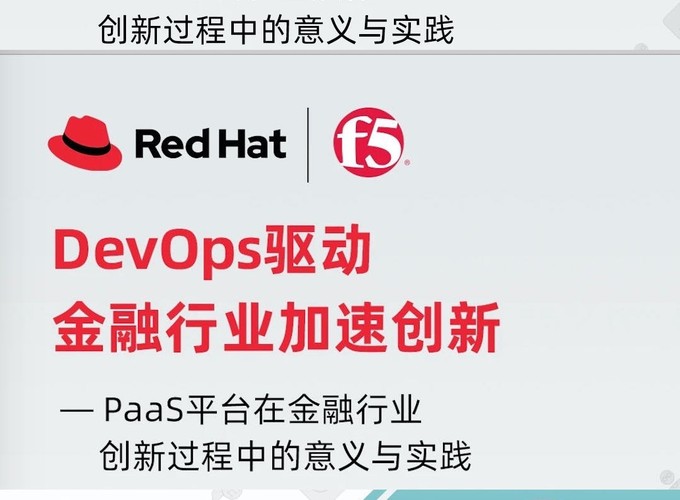 创新过程中的意义与实践
Red Hat
f5
DevOps驱动
金融行业加速创新
— PaaS平台在金融行业
创新过程中的意义与实践